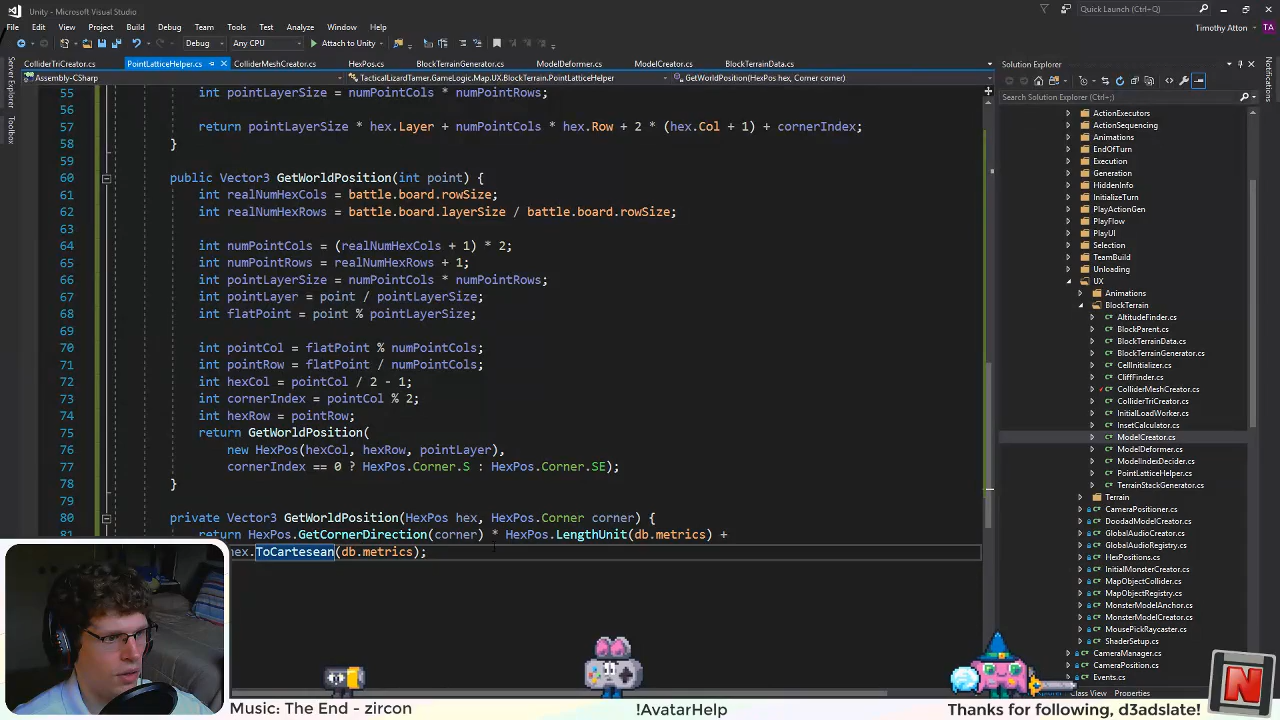 Unity - Microsoft Visual Studio
Quick Launch (Ctrl+Q)
File Edit View Project Build Debug Team Tools Test Analyze Window Help
Timothy Atton TA
Debug Any CPU Attach to Unity
ColliderTriCreator.cs PointLatticeHelper.cs ColliderMeshCreator.cs HexPos.cs BlockTerrainGenerator.cs ModelDeformer.cs ModelCreator.cs BlockTerrainData.cs
Assembly-CSharp TacticalLizardTamer.GameLogic.Map.UX.BlockTerrain.PointLatticeHelper GetWorldPosition(HexPos hex, Corner corner)
Server Explorer
Toolbox
55 int pointLayerSize = numPointCols * numPointRows;
56
57 return pointLayerSize * hex.Layer + numPointCols * hex.Row + 2 * (hex.Col + 1) + cornerIndex;
58 }
59
60 public Vector3 GetWorldPosition(int point) {
61 int realNumHexCols = battle.board.rowSize;
62 int realNumHexRows = battle.board.layerSize / battle.board.rowSize;
63
64 int numPointCols = (realNumHexCols + 1) * 2;
65 int numPointRows = realNumHexRows + 1;
66 int pointLayerSize = numPointCols * numPointRows;
67 int pointLayer = point / pointLayerSize;
68 int flatPoint = point % pointLayerSize;
69
70 int pointCol = flatPoint % numPointCols;
71 int pointRow = flatPoint / numPointCols;
72 int hexCol = pointCol / 2 - 1;
73 int cornerIndex = pointCol % 2;
74 int hexRow = pointRow;
75 return GetWorldPosition(
76 new HexPos(hexCol, hexRow, pointLayer),
77 cornerIndex == 0 ? HexPos.Corner.S : HexPos.Corner.SE);
78 }
79
80 private Vector3 GetWorldPosition(HexPos hex, HexPos.Corner corner) {
81 return HexPos.GetCornerDirection(corner) * HexPos.LengthUnit(db.metrics) +
hex.ToCartesean(db.metrics);
Solution Explorer
Search Solution Explorer (Ctrl+;)
ActionExecutors
ActionSequencing
Animations
EndOfTurn
Execution
Generation
HiddenInfo
InitializeTurn
PlayActionGen
PlayFlow
PlayUI
Selection
TeamBuild
Unloading
UX
Animations
BlockTerrain
AltitudeFinder.cs
BlockParent.cs
BlockTerrainData.cs
BlockTerrainGenerator.cs
CellInitializer.cs
CliffFinder.cs
ColliderMeshCreator.cs
ColliderTriCreator.cs
InitialLoadWorker.cs
InsetCalculator.cs
ModelCreator.cs
ModelDeformer.cs
ModelIndexDecider.cs
PointLatticeHelper.cs
TerrainStackGenerator.cs
Terrain
CameraPositioner.cs
DoodadModelCreator.cs
GlobalAudioCreator.cs
GlobalAudioRegistry.cs
HexPositions.cs
InitialMonsterCreator.cs
MapObjectCollider.cs
MapObjectRegistry.cs
MonsterModelAnchor.cs
MonsterModelCreator.cs
MousePickRaycaster.cs
ShaderSetup.cs
CameraManager.cs
CameraPosition.cs
Events.cs
Class View Properties
Notifications
Music: The End - zircon
!AvatarHelp
Thanks for following, d3adslate!
N